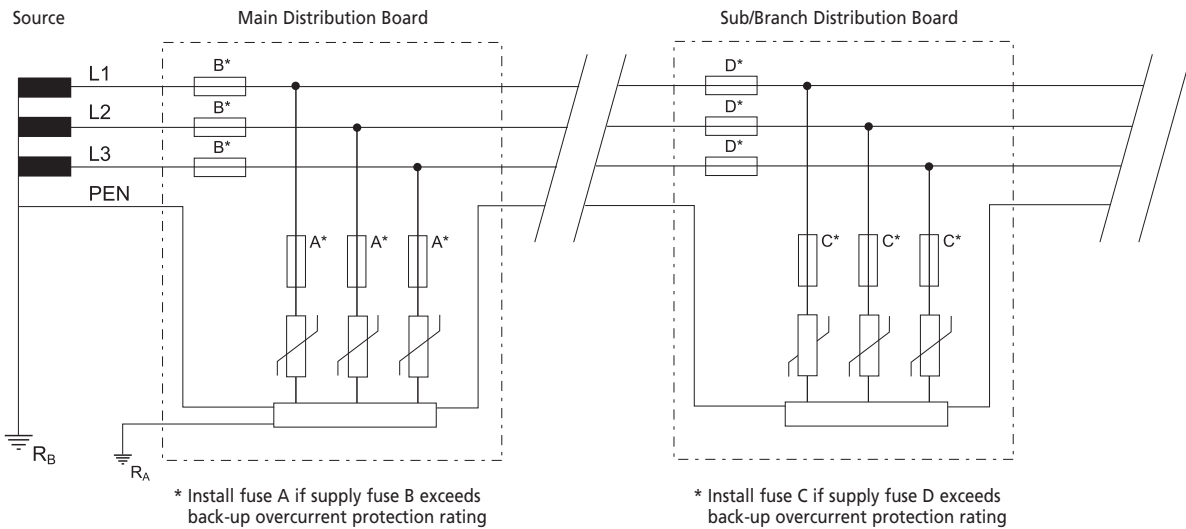 Source
Main Distribution Board
Sub/Branch Distribution Board
L1
B*
D*
L2
B*
D*
L3
B*
D*
PEN
A*
A*
A*
C*
C*
C*
RB
RA
* Install fuse A if supply fuse B exceeds
back-up overcurrent protection rating
* Install fuse C if supply fuse D exceeds
back-up overcurrent protection rating